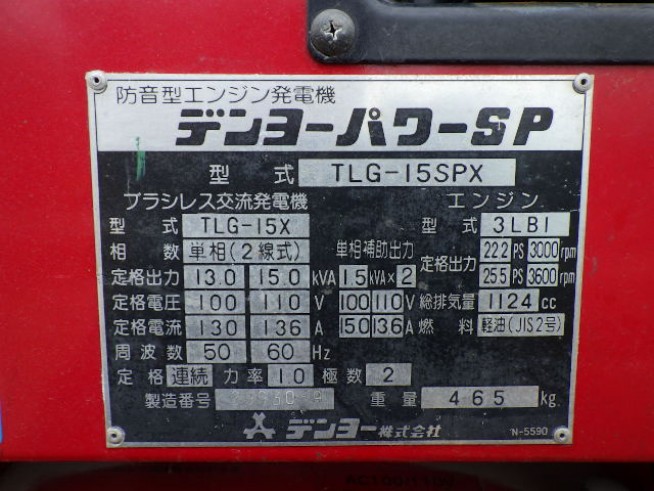 防音型エンジン発電機
デンヨーパワーSP
型式 TLG-15SPX
ブラシレス交流発電機 エンジン
型式 TLG-15X 型式 3LB1
相数 単相(2線式) 単相補助出力 定格出力 22.2 PS 3000 rpm
定格出力 13.0 15.0 kVA 1.5 kVA×2 25.5 PS 3600 rpm
定格電圧 100 110 V 100 110 V 総排気量 1124 cc
定格電流 130 136 A 15.0 13.6 A 燃料 軽油(JIS2号)
周波数 50 60 Hz
定格 連続 力率 1.0 極数 2
製造番号 重量 465 kg.
デンヨー株式会社 N-5590